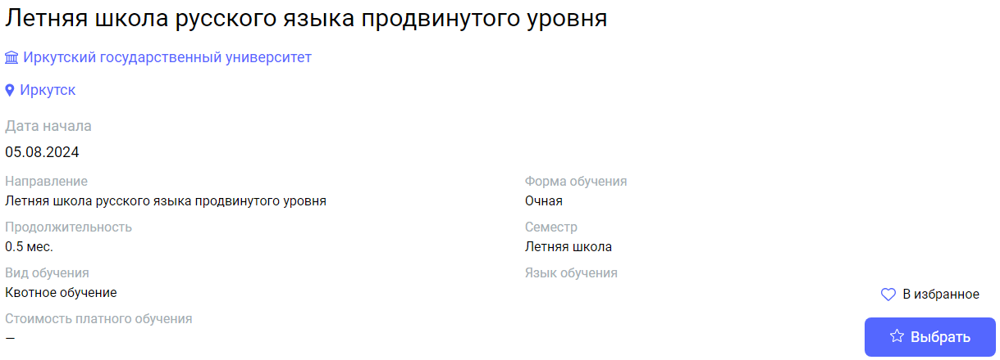 Летняя школа русского языка продвинутого уровня
Иркутский государственный университет
Иркутск
Дата начала
05.08.2024
Направление
Летняя школа русского языка продвинутого уровня
Форма обучения
Очная
Продолжительность
0.5 мес.
Семестр
Летняя школа
Вид обучения
Квотное обучение
Язык обучения
Стоимость платного обучения
—
В избранное
Выбрать